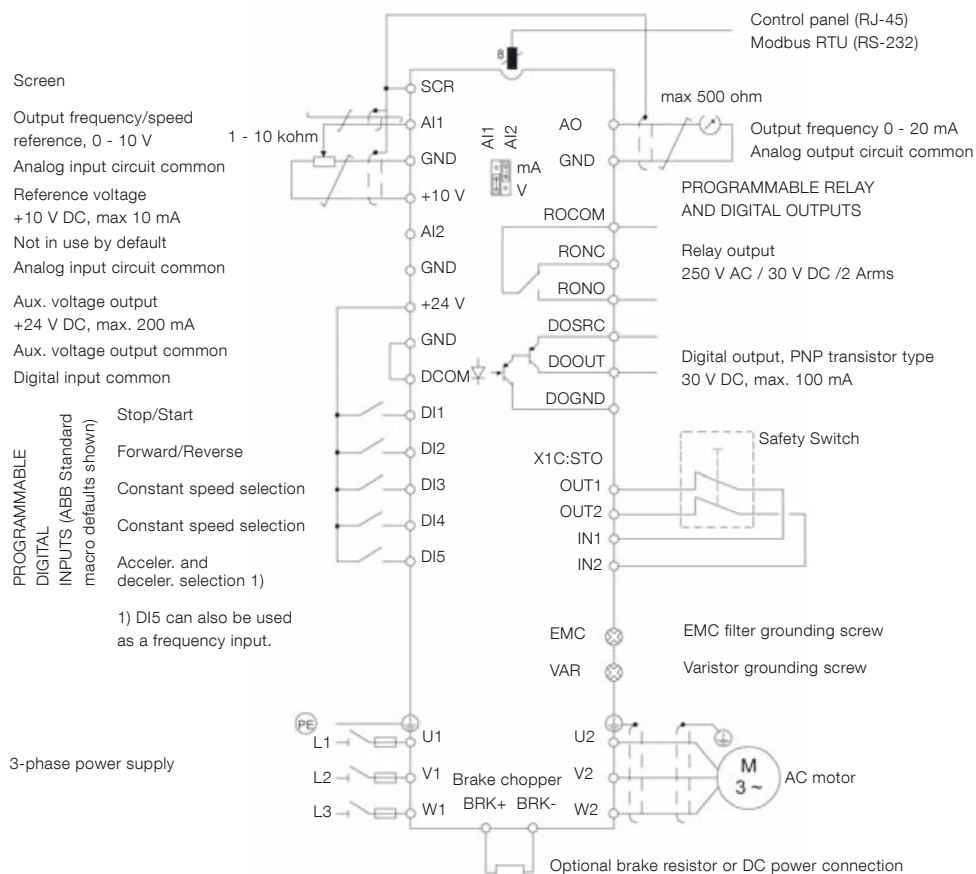 Control panel (RJ-45)
Modbus RTU (RS-232)
8
Screen
Output frequency/speed
reference, 0 - 10 V
Analog input circuit common
Reference voltage
+10 V DC, max 10 mA
Not in use by default
Analog input circuit common
Aux. voltage output
+24 V DC, max. 200 mA
Aux. voltage output common
Digital input common
1 - 10 kohm
PROGRAMMABLE
DIGITAL
INPUTS (ABB Standard
macro defaults shown)
Stop/Start
Forward/Reverse
Constant speed selection
Constant speed selection
Acceler. and
deceler. selection 1)
1) DI5 can also be used
as a frequency input.
SCR
AI1
GND
+10 V
AI2
GND
+24 V
GND
DCOM
DI1
DI2
DI3
DI4
DI5
AI1
AI2
mA
V
AO
GND
ROCOM
RONC
RONO
DOSRC
DOOUT
DOGND
X1C:STO
OUT1
OUT2
IN1
IN2
EMC
VAR
max 500 ohm
Output frequency 0 - 20 mA
Analog output circuit common
PROGRAMMABLE RELAY
AND DIGITAL OUTPUTS
Relay output
250 V AC / 30 V DC /2 Arms
Digital output, PNP transistor type
30 V DC, max. 100 mA
Safety Switch
EMC filter grounding screw
Varistor grounding screw
PE
3-phase power supply
L1
L2
L3
U1
V1
W1
Brake chopper
BRK+ BRK-
U2
V2
W2
M
3 ~
AC motor
Optional brake resistor or DC power connection